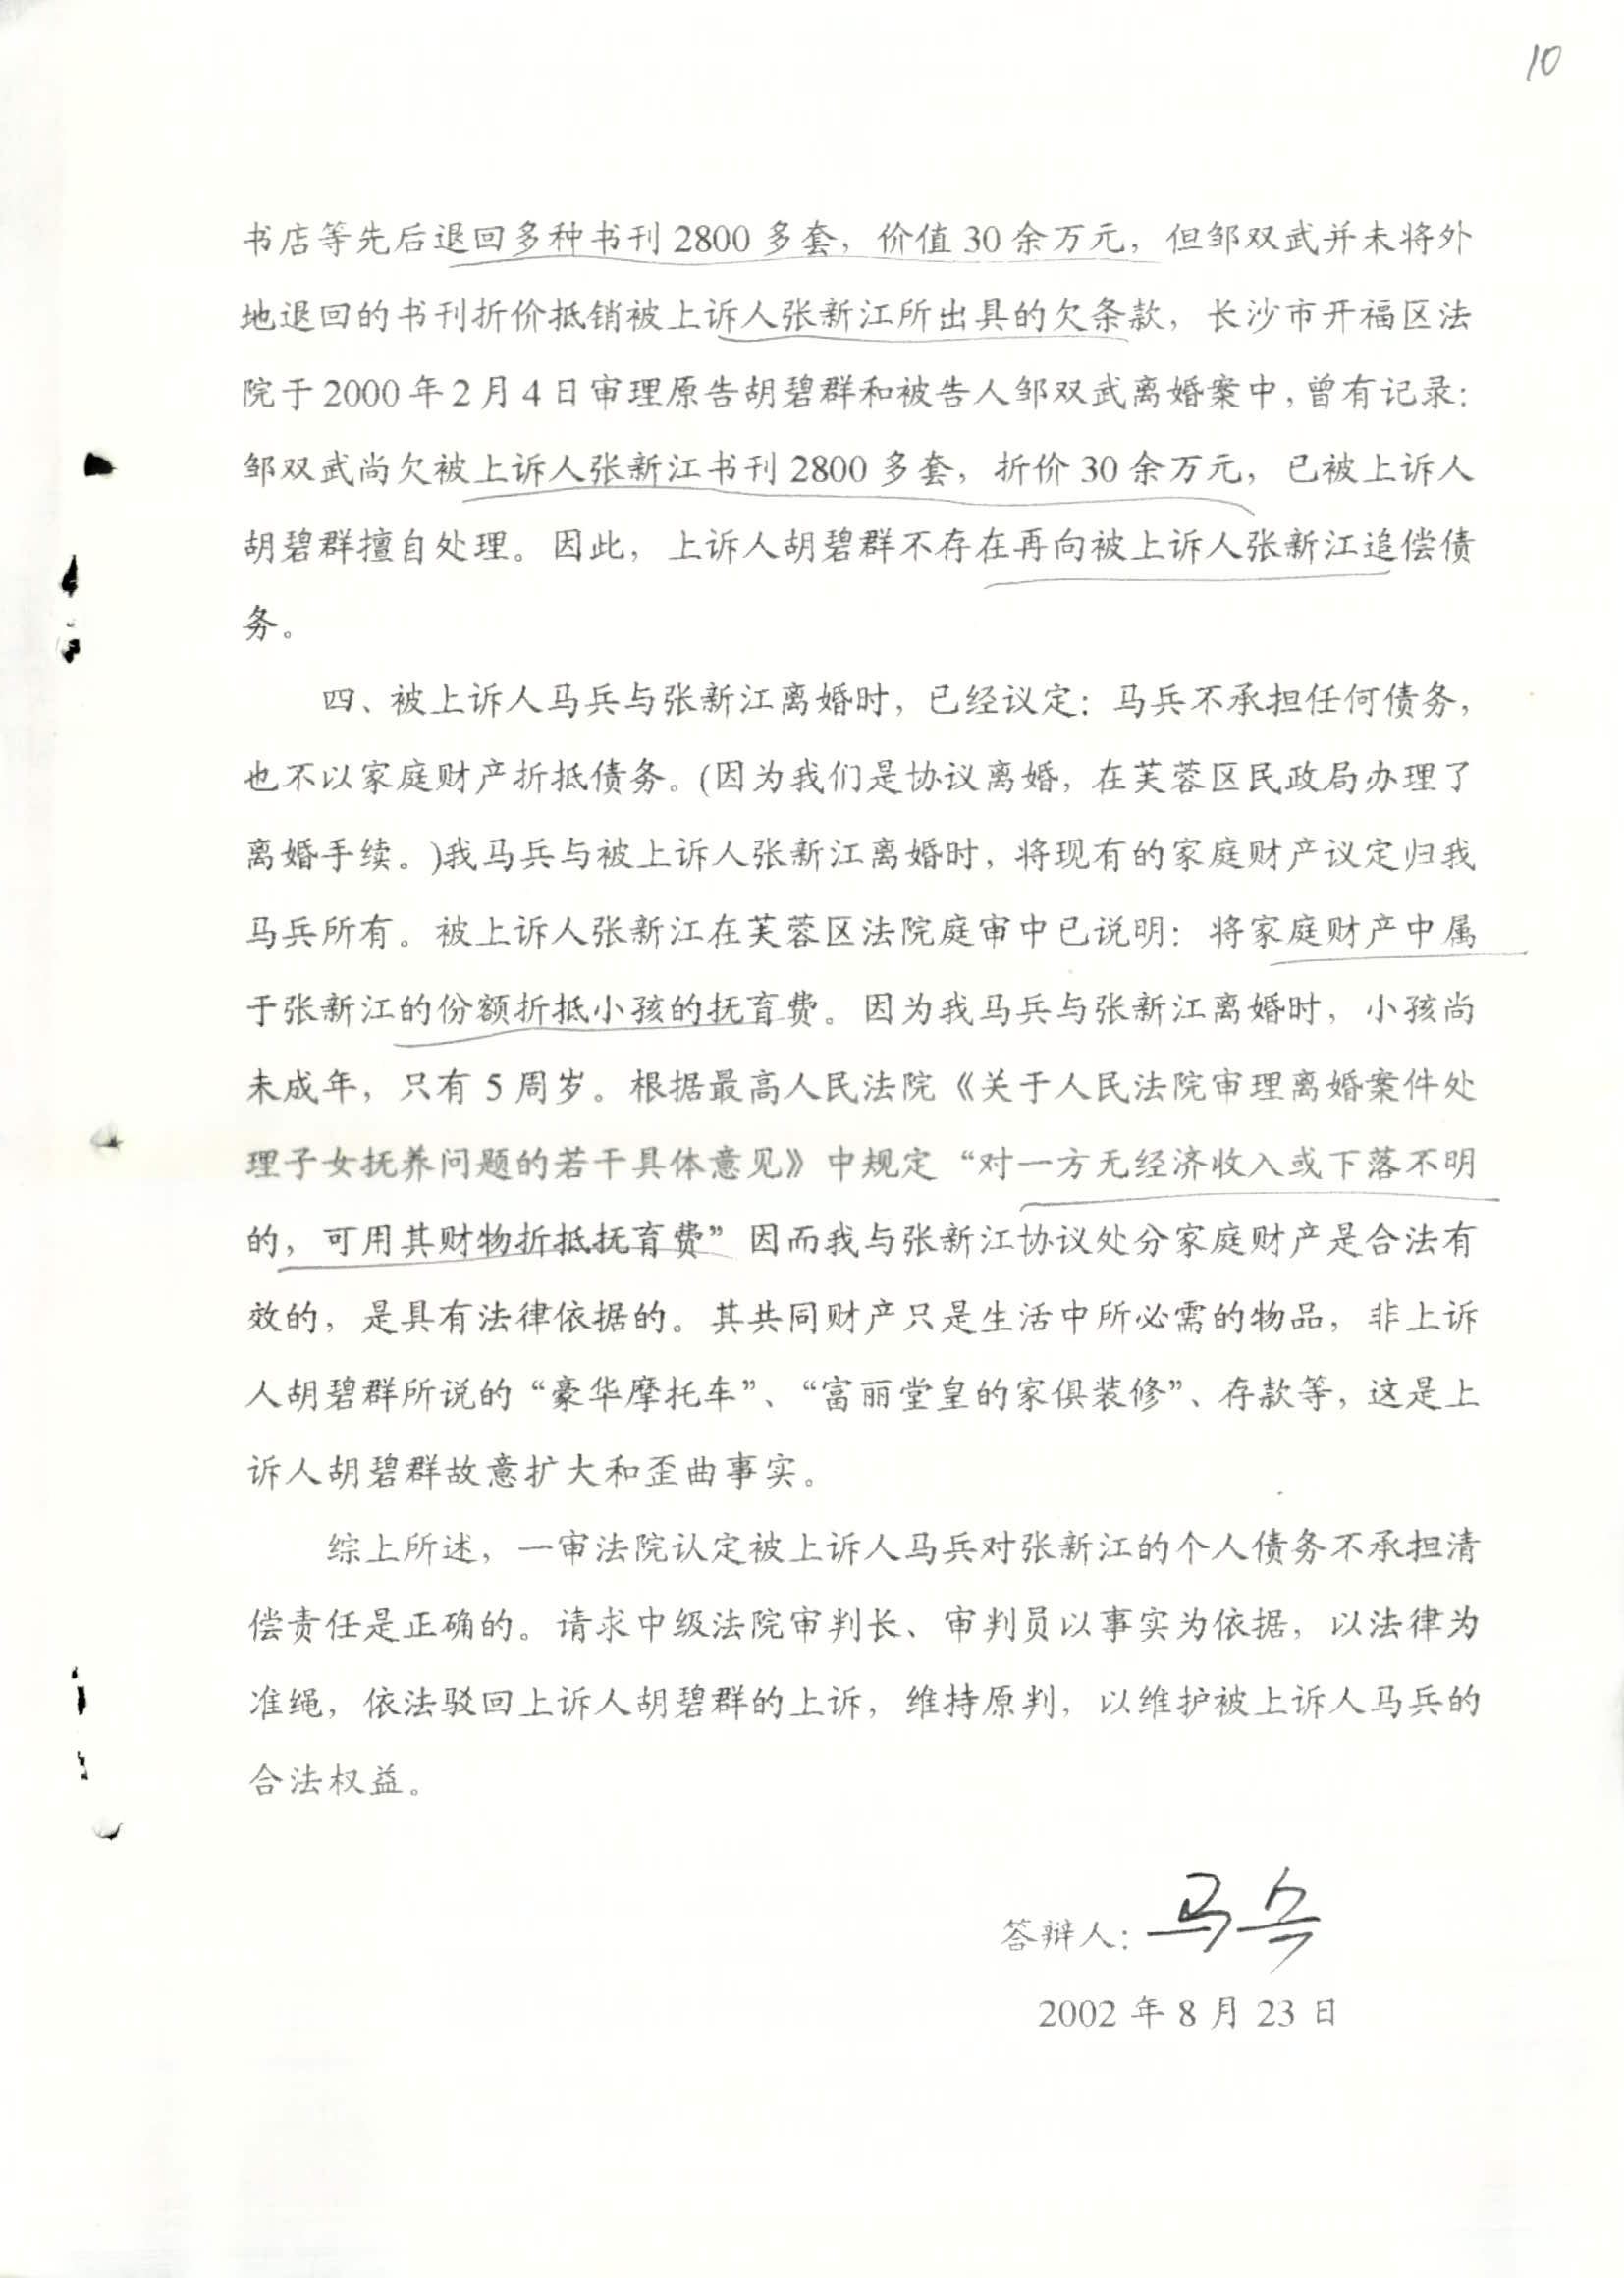 10
书店等先后退回多种书刊 2800 多套，价值 30 余万元，但邹双武并未将外
地退回的书刊折价抵销被上诉人张新江所出具的欠条款，长沙市开福区法
院于 2000 年 2 月 4 日审理原告胡碧群和被告人邹双武离婚案中，曾有记录：
邹双武尚欠被上诉人张新江书刊 2800 多套，折价 30 余万元，已被上诉人
胡碧群擅自处理。因此，上诉人胡碧群不存在再向被上诉人张新江追偿债
务。
四、被上诉人马兵与张新江离婚时，已经议定：马兵不承担任何债务，
也不以家庭财产折抵债务。(因为我们是协议离婚，在芙蓉区民政局办理了
离婚手续。)我马兵与被上诉人张新江离婚时，将现有的家庭财产议定归我
马兵所有。被上诉人张新江在芙蓉区法院庭审中已说明：将家庭财产中属
于张新江的份额折抵小孩的抚育费。因为我马兵与张新江离婚时，小孩尚
未成年，只有 5 周岁。根据最高人民法院《关于人民法院审理离婚案件处
理子女抚养问题的若干具体意见》中规定“对一方无经济收入或下落不明
的，可用其财物折抵抚育费”因而我与张新江协议处分家庭财产是合法有
效的，是具有法律依据的。其共同财产只是生活中所必需的物品，非上诉
人胡碧群所说的“豪华摩托车”、“富丽堂皇的家俱装修”、存款等，这是上
诉人胡碧群故意扩大和歪曲事实。
综上所述，一审法院认定被上诉人马兵对张新江的个人债务不承担清
偿责任是正确的。请求中级法院审判长、审判员以事实为依据，以法律为
准绳，依法驳回上诉人胡碧群的上诉，维持原判，以维护被上诉人马兵的
合法权益。
答辩人：马兵
2002 年 8 月 23 日